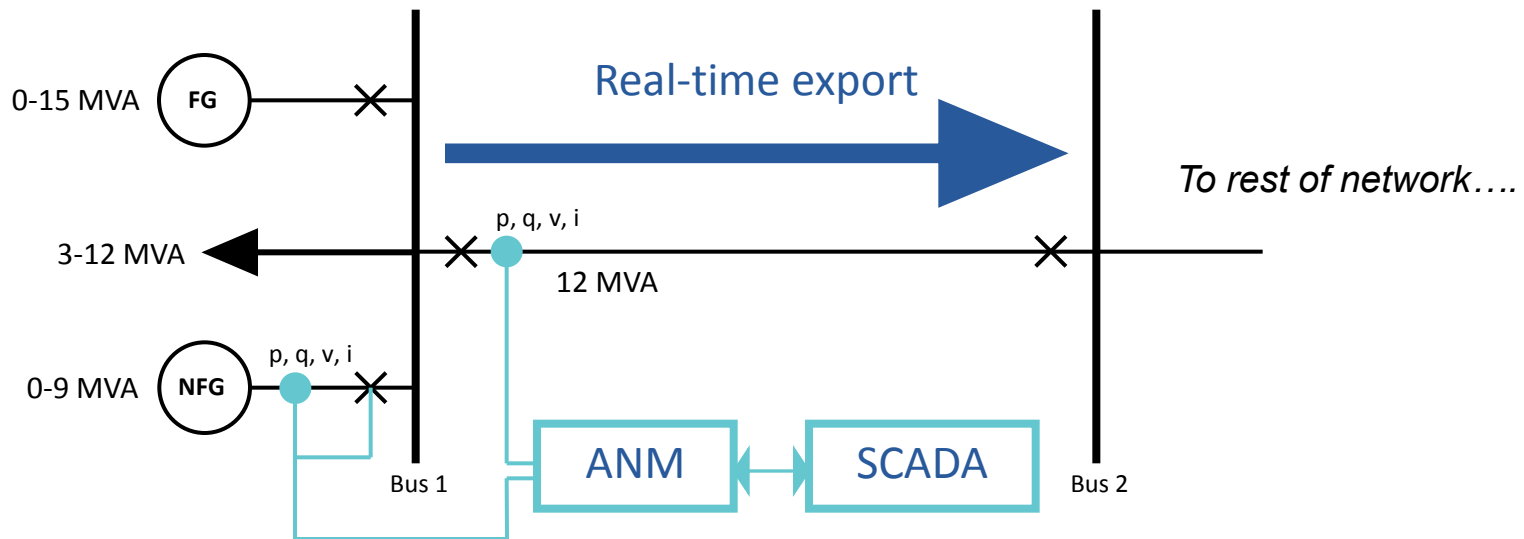 Real-time export
0-15 MVA
FG
To rest of network….
p, q, v, i
3-12 MVA
12 MVA
p, q, v, i
0-9 MVA
NFG
ANM
SCADA
Bus 1
Bus 2